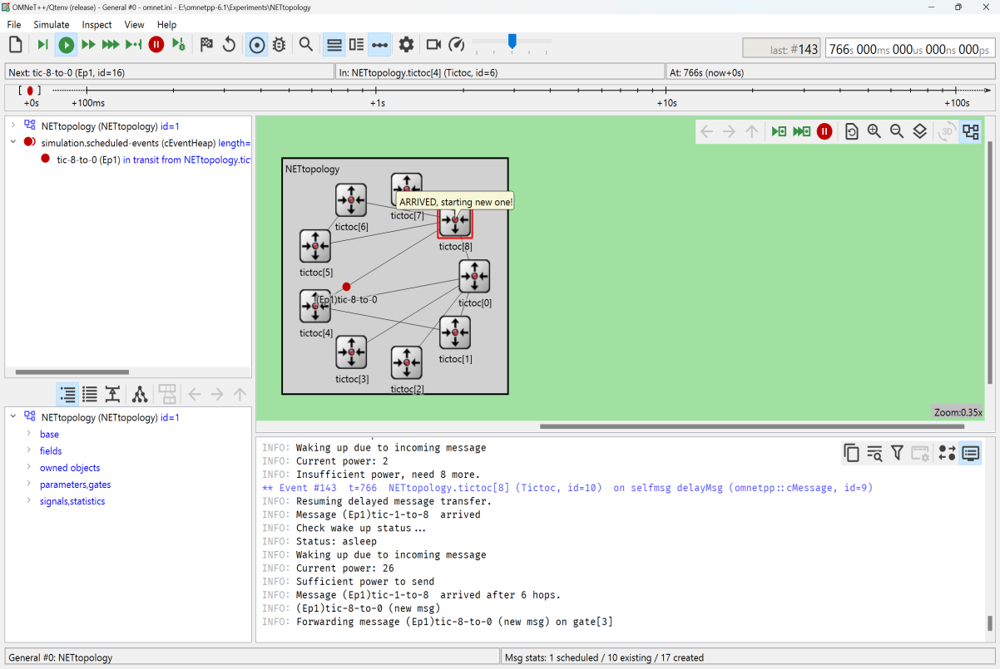 OMNeT++/Qtenv (release) - General #0 - omnet.ini - E:\omnetpp-6.1\Experiments\NETtopology
File Simulate Inspect View Help
last: #143 766s 000ms 000us 000ns 000ps
Next: tic-8-to-0 (Ep1, id=16) In: NETtopology.tictoc[4] (Tictoc, id=6) At: 766s (now+0s)
+0s +100ms +1s +10s +100s
NETtopology (NETtopology) id=1
simulation.scheduled-events (cEventHeap) length=
tic-8-to-0 (Ep1) in transit from NETtopology.tic
3D
NETtopology
ARRIVED, starting new one!
tictoc[7]
tictoc[6]
tictoc[8]
tictoc[5]
(Ep1)tic-8-to-0
tictoc[0]
tictoc[4]
tictoc[1]
tictoc[3]
tictoc[2]
Zoom:0.35x
NETtopology (NETtopology) id=1
base
fields
owned objects
parameters,gates
signals,statistics
INFO: Waking up due to incoming message
INFO: Current power: 2
INFO: Insufficient power, need 8 more.
** Event #143 t=766 NETtopology.tictoc[8] (Tictoc, id=10) on selfmsg delayMsg (omnetpp::cMessage, id=9)
INFO: Resuming delayed message transfer.
INFO: Message (Ep1)tic-1-to-8 arrived
INFO: Check wake up status...
INFO: Status: asleep
INFO: Waking up due to incoming message
INFO: Current power: 26
INFO: Sufficient power to send
INFO: Message (Ep1)tic-1-to-8 arrived after 6 hops.
INFO: (Ep1)tic-8-to-0 (new msg)
INFO: Forwarding message (Ep1)tic-8-to-0 (new msg) on gate[3]
General #0: NETtopology Msg stats: 1 scheduled / 10 existing / 17 created